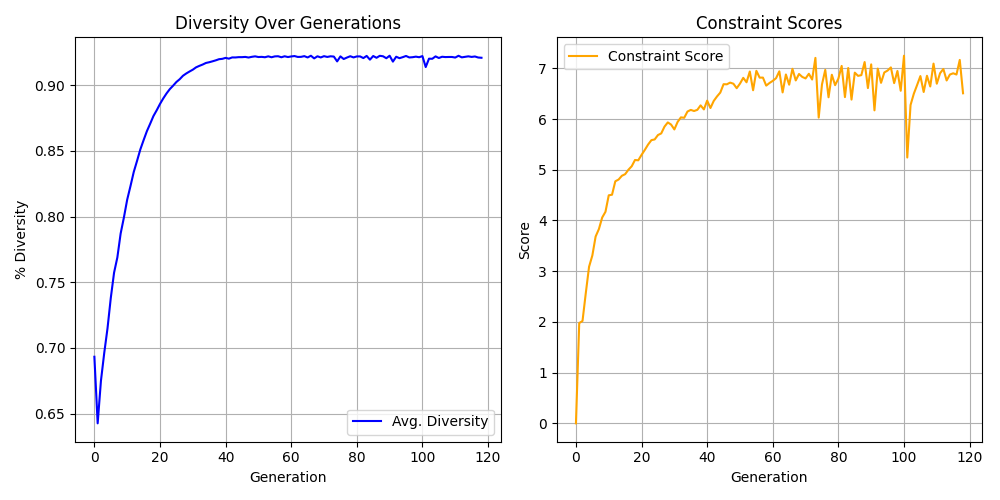 Diversity Over Generations
% Diversity
0.90
0.85
0.80
0.75
0.70
0.65
Avg. Diversity
0 20 40 60 80 100 120
Generation
Constraint Scores
Score
7
6
5
4
3
2
1
0
Constraint Score
0 20 40 60 80 100 120
Generation